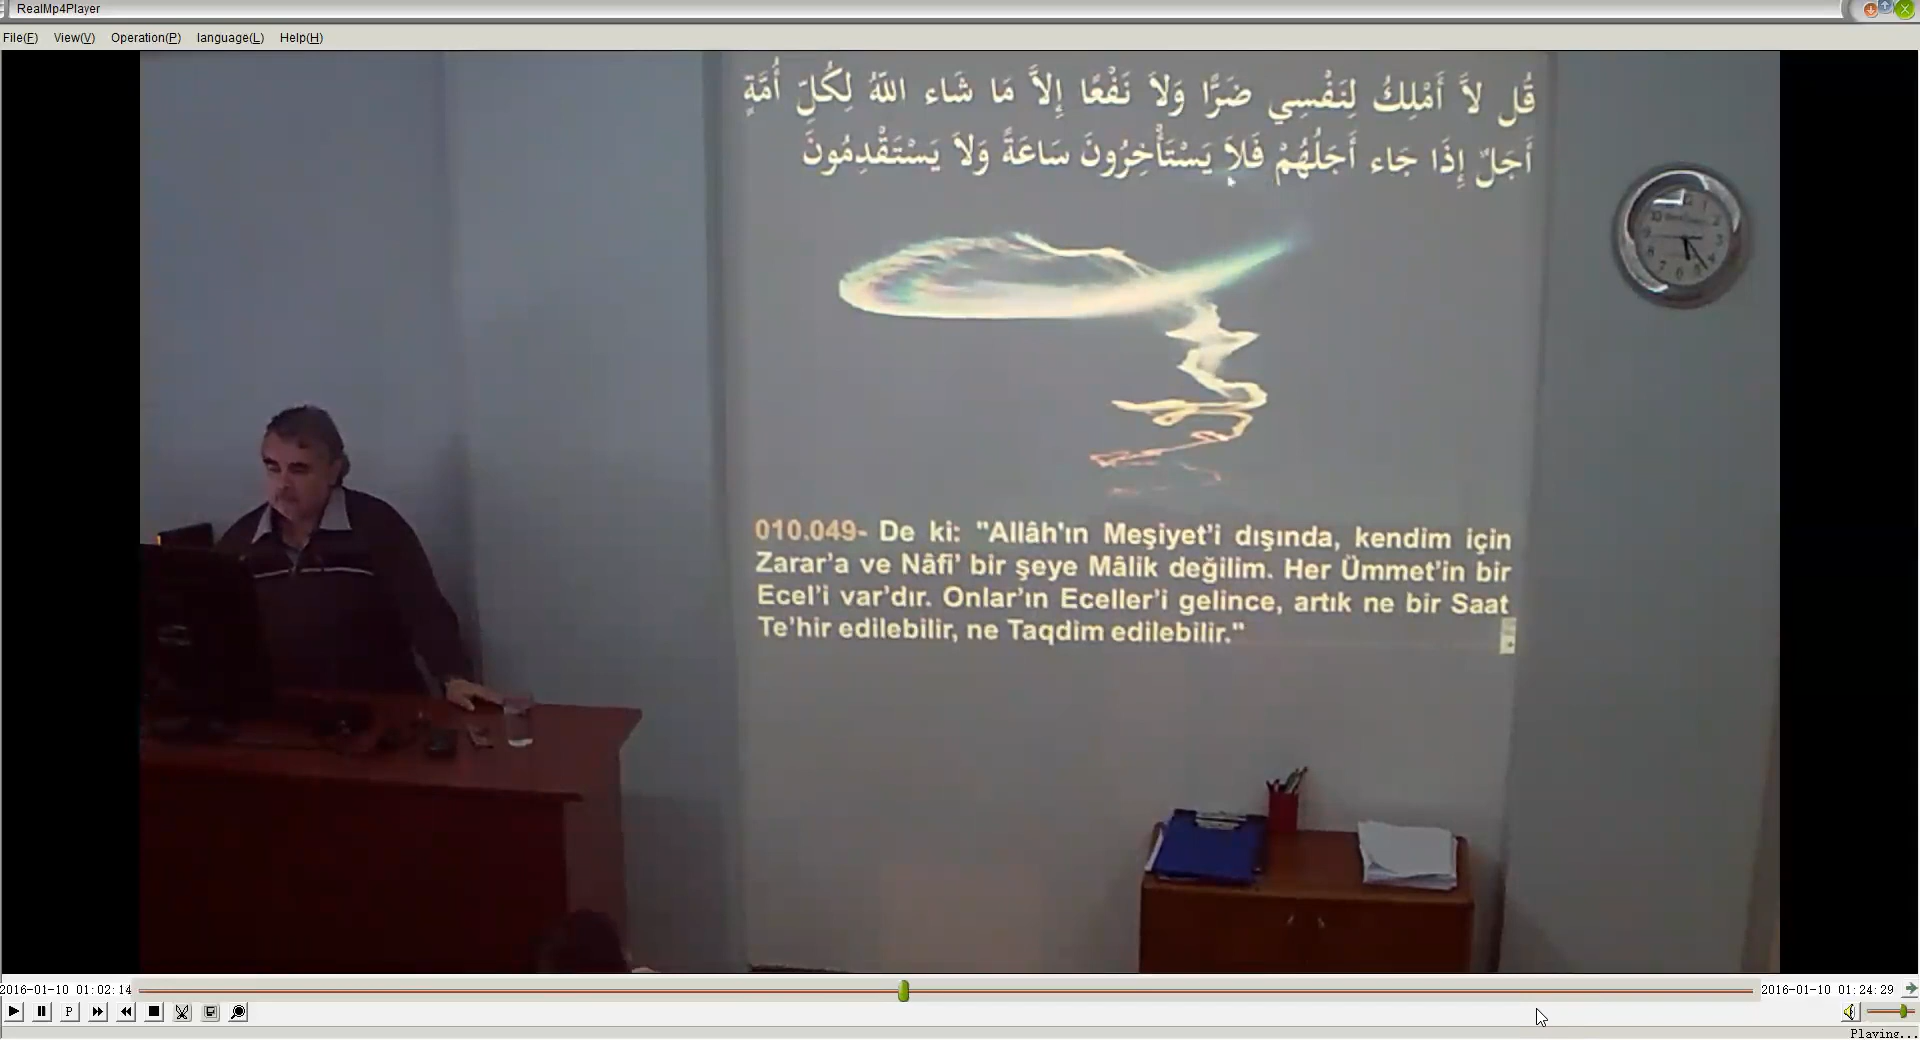 RealMp4Player
File(F) View(V) Operation(P) language(L) Help(H)
قُل لاَّ أَمْلِكُ لِنَفْسِي ضَرًّا وَلاَ نَفْعًا إِلاَّ مَا شَاء اللّهُ لِكُلِّ أُمَّةٍ
أَجَلٌ إِذَا جَاء أَجَلُهُمْ فَلاَ يَسْتَأْخِرُونَ سَاعَةً وَلاَ يَسْتَقْدِمُونَ
010.049- De ki: "Allâh'ın Meşiyet'i dışında, kendim için
Zarar'a ve Nâfi' bir şeye Mâlik değilim. Her Ümmet'in bir
Ecel'i var'dır. Onlar'ın Eceller'i gelince, artık ne bir Saat
Te'hir edilebilir, ne Taqdim edilebilir."
2016-01-10 01:02:14 2016-01-10 01:24:29
P
Playing...